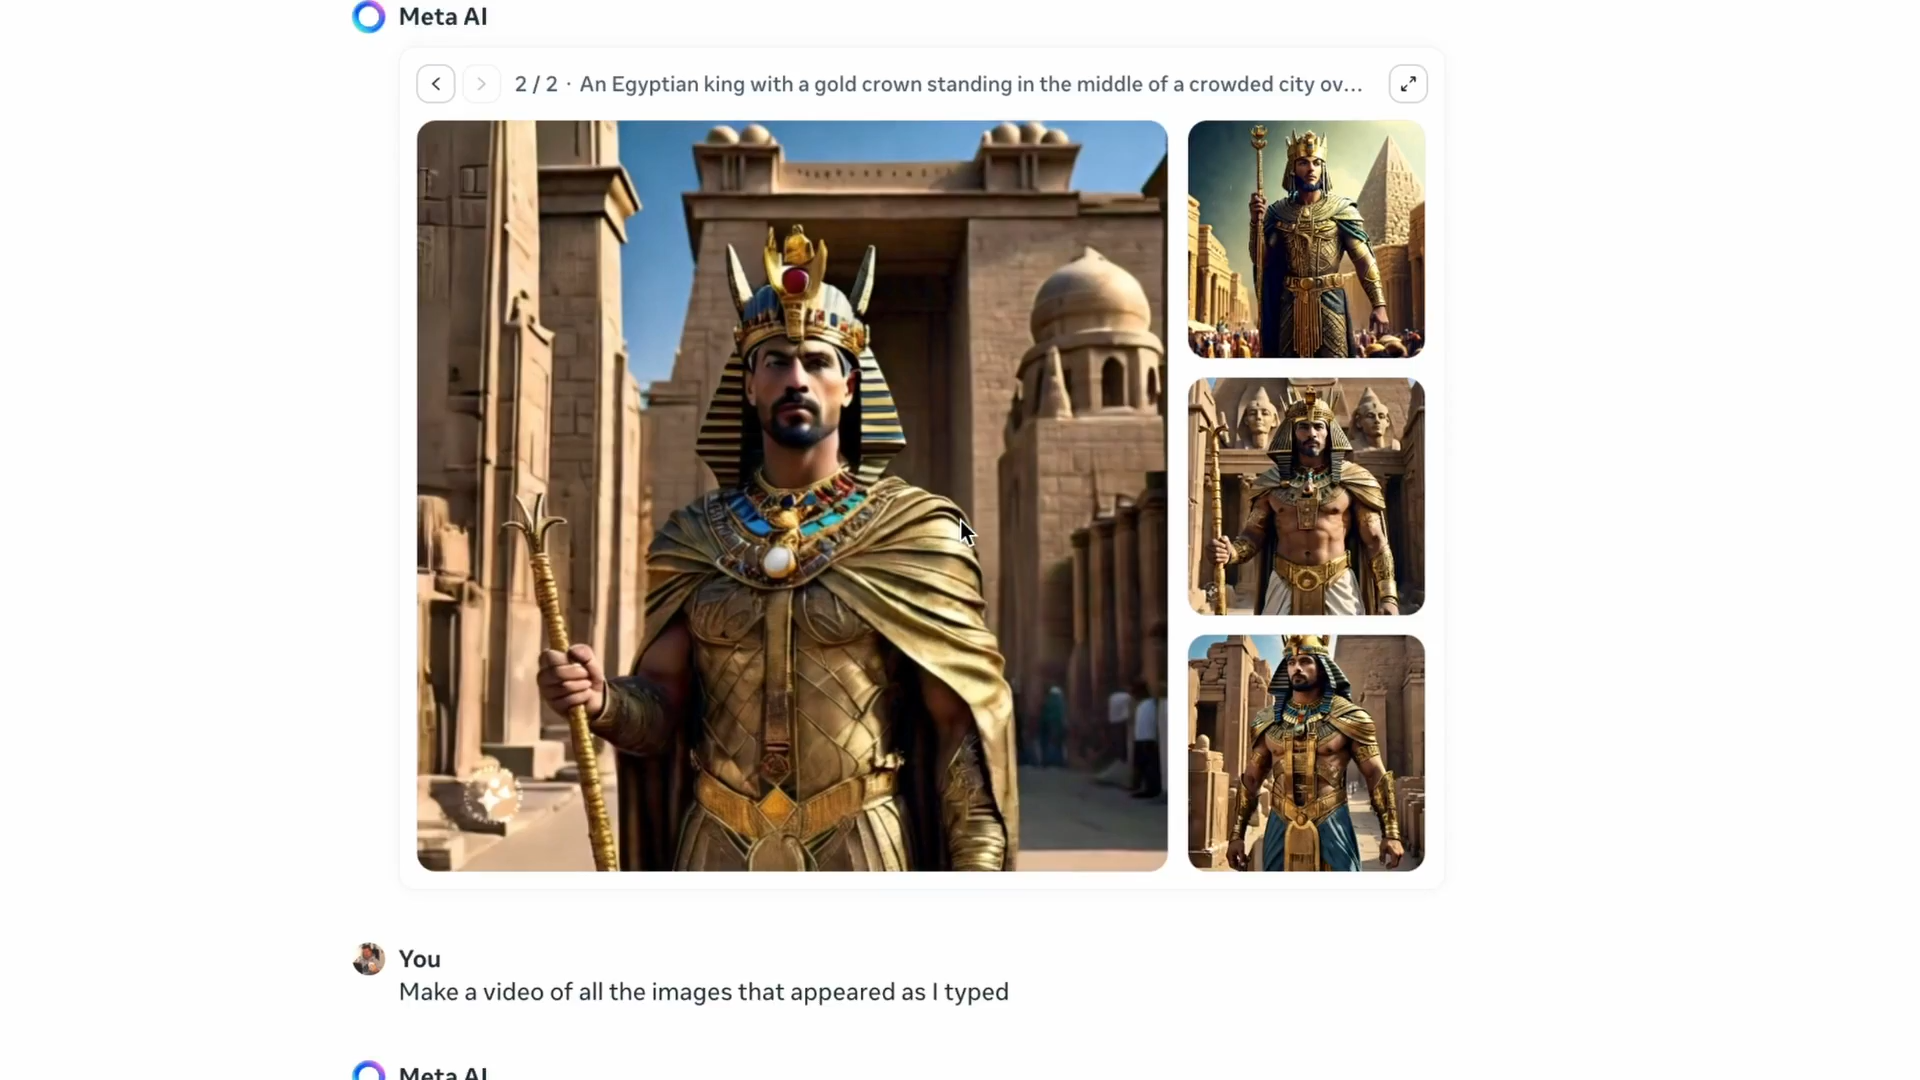 Meta AI
2 / 2 · An Egyptian king with a gold crown standing in the middle of a crowded city ov...
You
Make a video of all the images that appeared as I typed
Meta AI